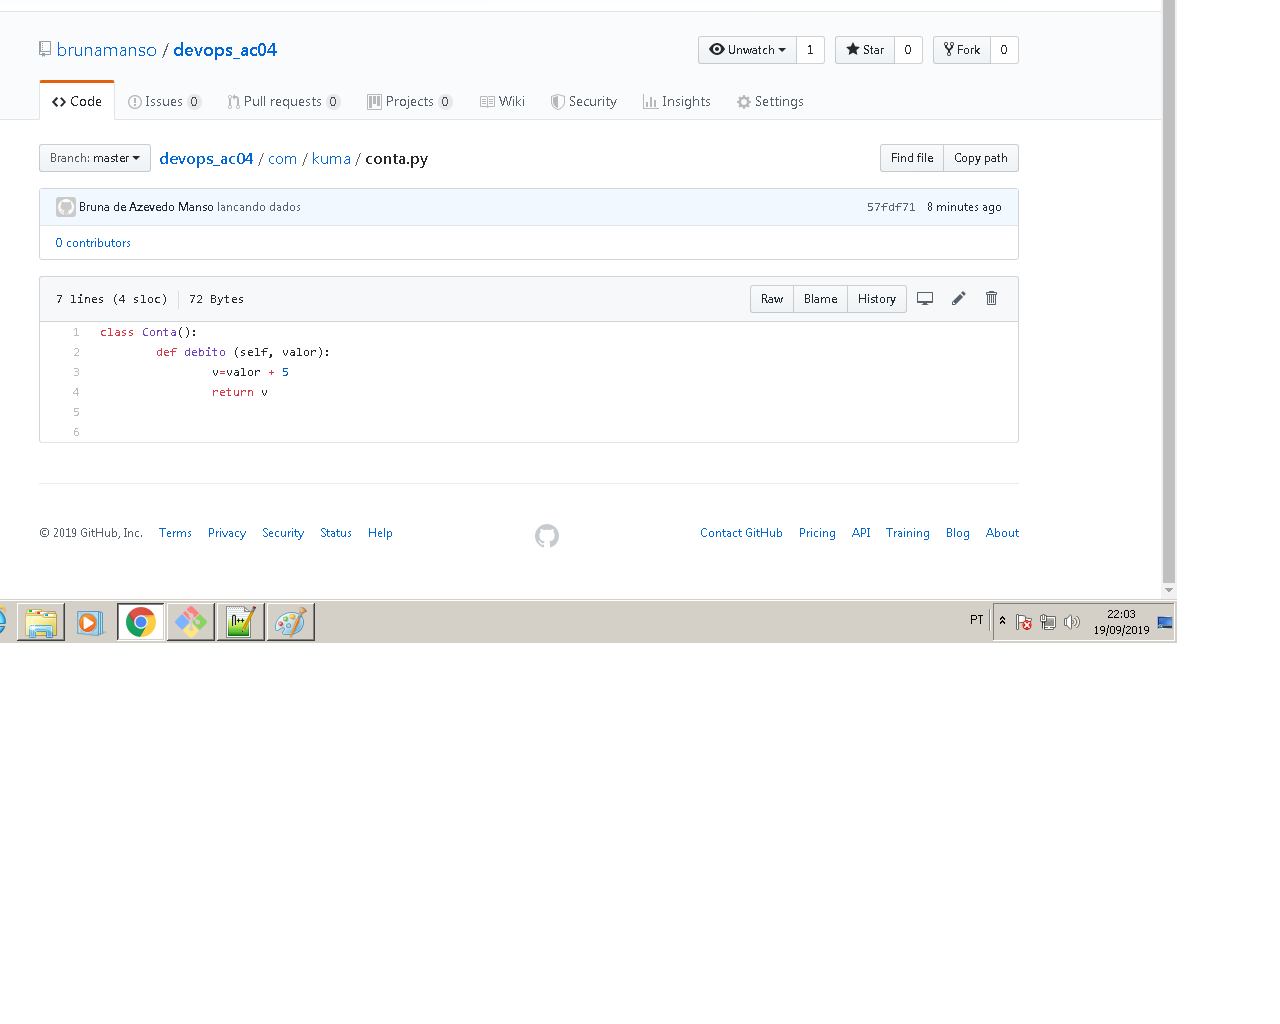 brunamanso / devops_ac04
Unwatch 1 Star 0 Fork 0
Code Issues 0 Pull requests 0 Projects 0 Wiki Security Insights Settings
Branch: master devops_ac04 / com / kuma / conta.py Find file Copy path
Bruna de Azevedo Manso lancando dados 57fdf71 8 minutes ago
0 contributors
7 lines (4 sloc) 72 Bytes Raw Blame History
1 class Conta():
2 def debito (self, valor):
3 v=valor + 5
4 return v
5
6
© 2019 GitHub, Inc. Terms Privacy Security Status Help Contact GitHub Pricing API Training Blog About
N++ PT 22:03
19/09/2019